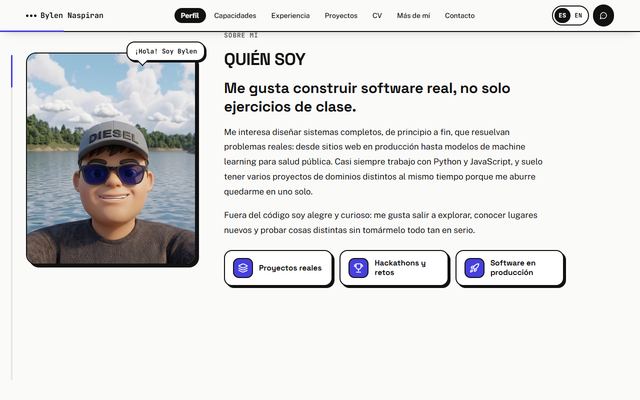 Bylen Naspiran
Perfil
Capacidades
Experiencia
Proyectos
CV
Más de mí
Contacto
ES
EN
SOBRE MÍ
¡Hola! Soy Bylen
DIESEL
QUIÉN SOY
Me gusta construir software real, no solo
ejercicios de clase.
Me interesa diseñar sistemas completos, de principio a fin, que resuelvan
problemas reales: desde sitios web en producción hasta modelos de machine
learning para salud pública. Casi siempre trabajo con Python y JavaScript, y suelo
tener varios proyectos de dominios distintos al mismo tiempo porque me aburre
quedarme en uno solo.
Fuera del código soy alegre y curioso: me gusta salir a explorar, conocer lugares
nuevos y probar cosas distintas sin tomármelo todo tan en serio.
Proyectos reales
Hackathons y
retos
Software en
producción